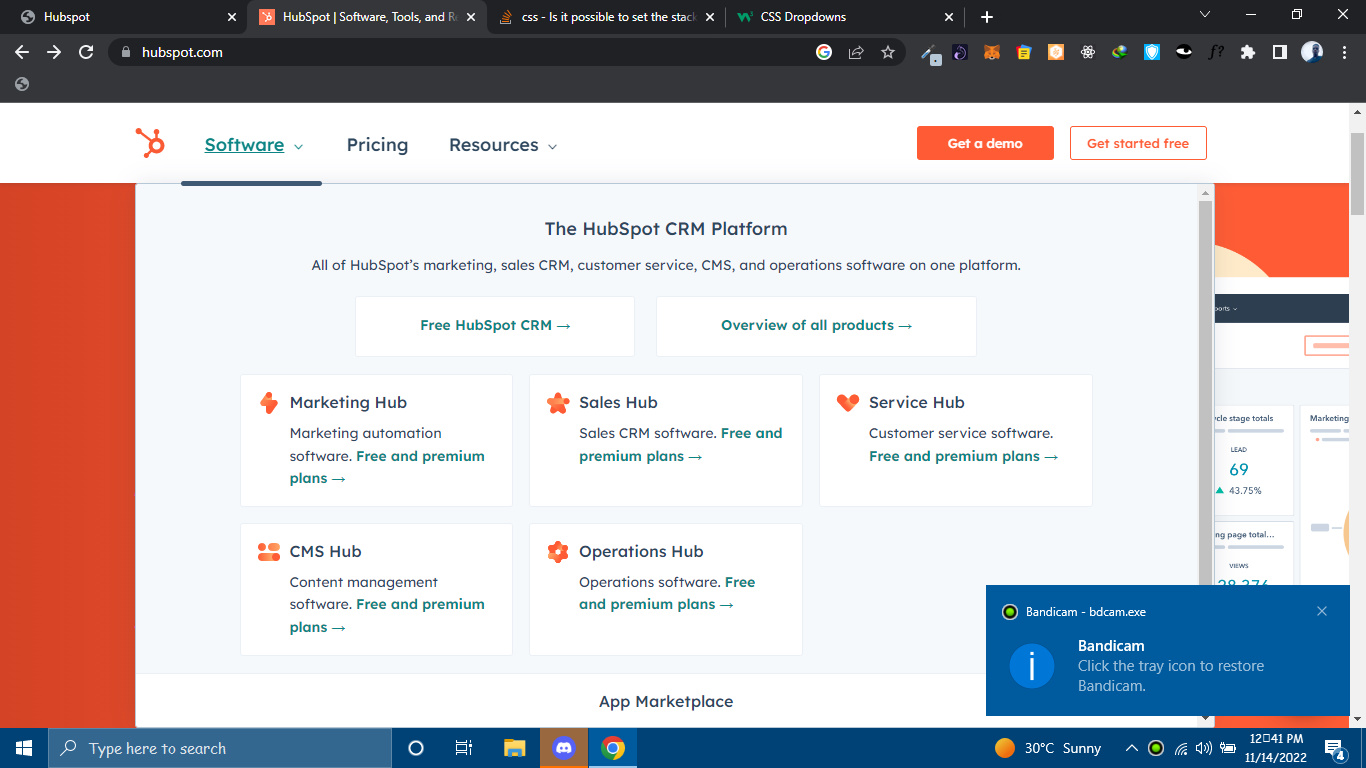 Hubspot
HubSpot | Software, Tools, and Re
css - Is it possible to set the stack
CSS Dropdowns
hubspot.com
f?
Software
Pricing
Resources
Get a demo
Get started free
The HubSpot CRM Platform
All of HubSpot’s marketing, sales CRM, customer service, CMS, and operations software on one platform.
Free HubSpot CRM →
Overview of all products →
Marketing Hub
Marketing automation
software. Free and premium
plans →
Sales Hub
Sales CRM software. Free and
premium plans →
Service Hub
Customer service software.
Free and premium plans →
CMS Hub
Content management
software. Free and premium
plans →
Operations Hub
Operations software. Free
and premium plans →
App Marketplace
ports
cle stage totals
LEAD
69
43.75%
Marketing
ng page total...
VIEWS
28,376
Bandicam - bdcam.exe
Bandicam
Click the tray icon to restore
Bandicam.
Type here to search
30°C Sunny
12□41 PM
11/14/2022
4